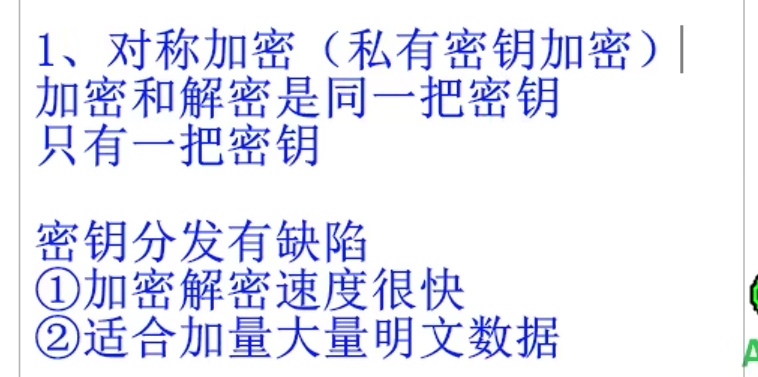 1、对称加密（私有密钥加密）
加密和解密是同一把密钥
只有一把密钥
密钥分发有缺陷
①加密解密速度很快
②适合加量大量明文数据